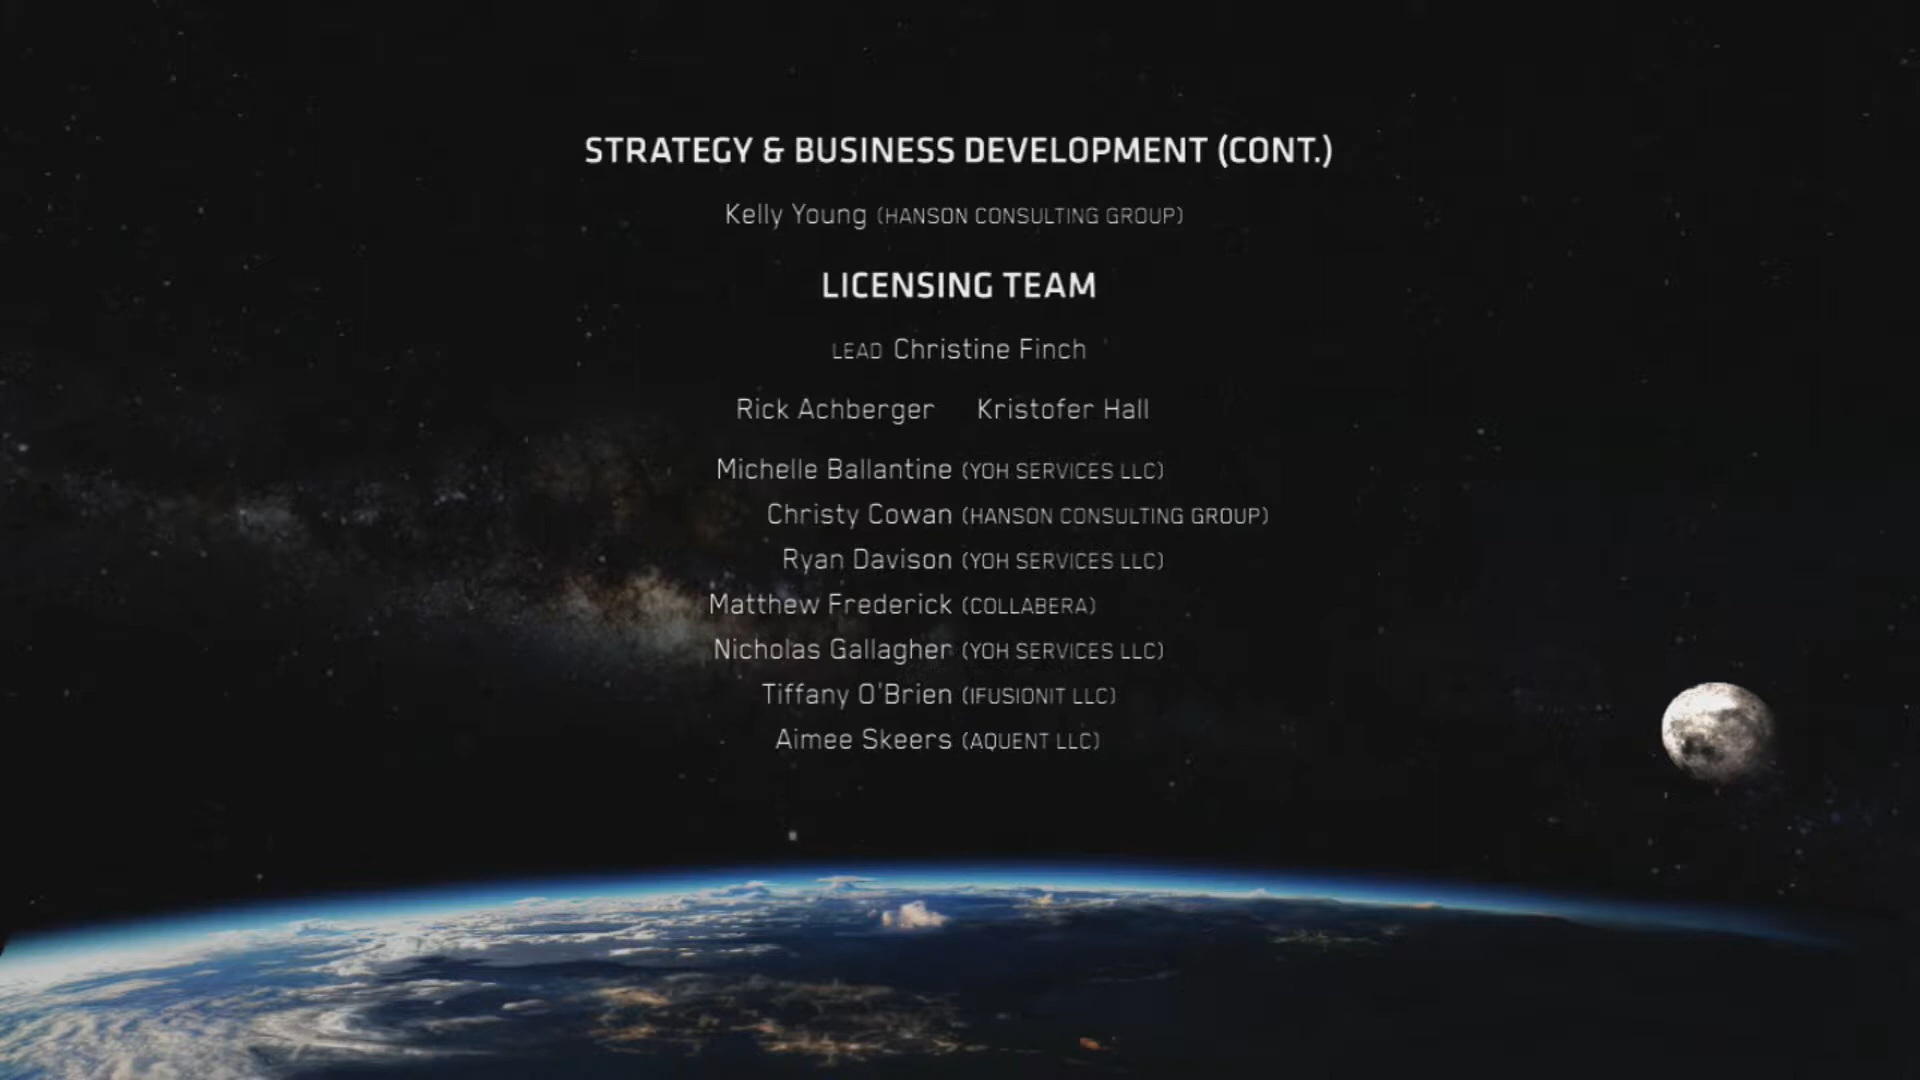 STRATEGY & BUSINESS DEVELOPMENT (CONT.)
Kelly Young (HANSON CONSULTING GROUP)
LICENSING TEAM
LEAD Christine Finch
Rick Achberger Kristofer Hall
Michelle Ballantine (YOH SERVICES LLC)
Christy Cowan (HANSON CONSULTING GROUP)
Ryan Davison (YOH SERVICES LLC)
Matthew Frederick (COLLABERA)
Nicholas Gallagher (YOH SERVICES LLC)
Tiffany O'Brien (IFUSIONIT LLC)
Aimee Skeers (AQUENT LLC)